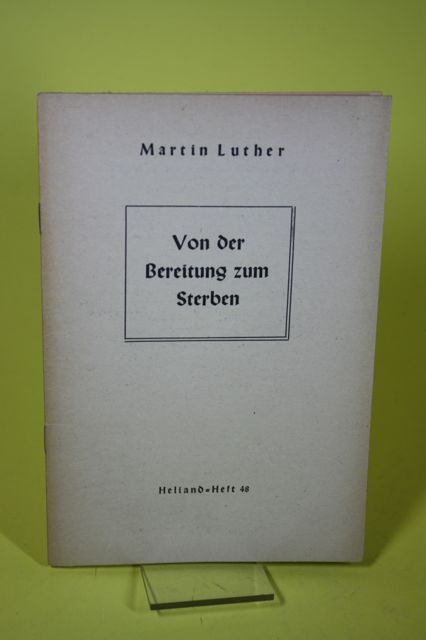 Martin Luther
Von der
Bereitung zum
Sterben
Heliand-Heft 48